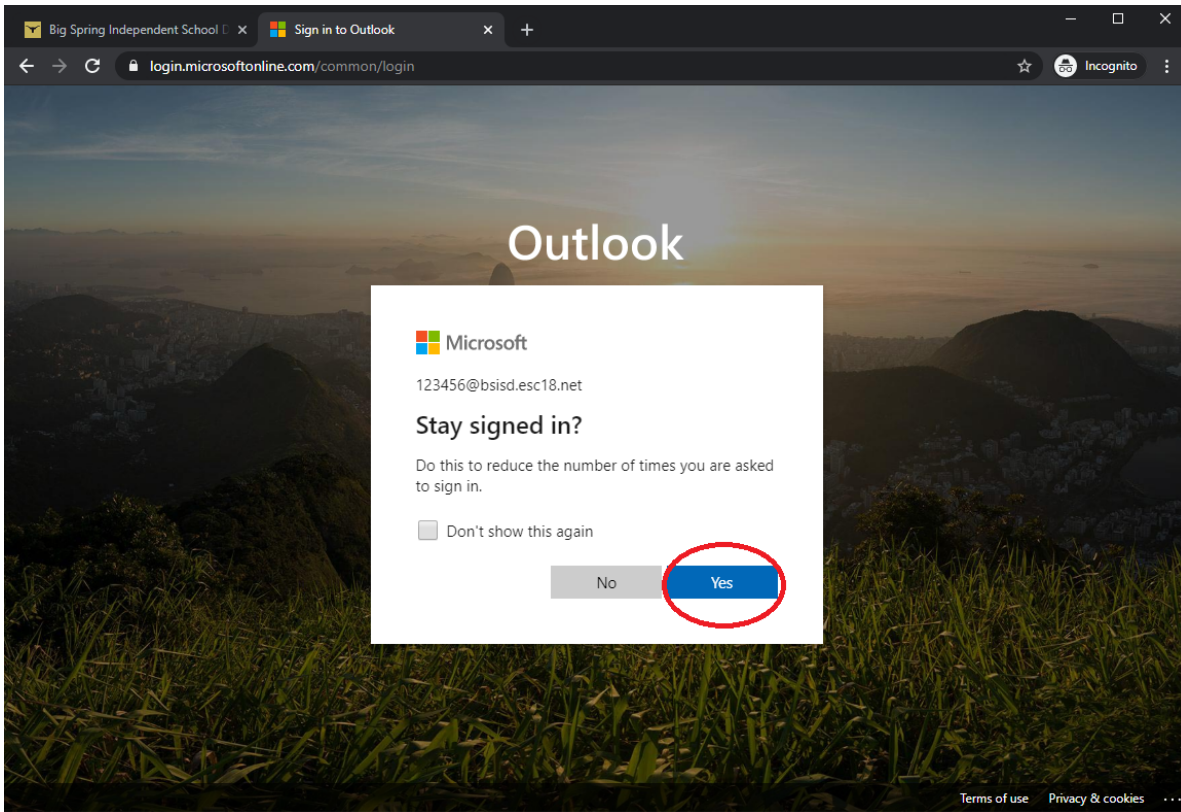 Big Spring Independent School D
Sign in to Outlook
login.microsoftonline.com/common/login
Incognito
Outlook
Microsoft
123456@bsisd.esc18.net
Stay signed in?
Do this to reduce the number of times you are asked
to sign in.
Don't show this again
No Yes
Terms of use Privacy & cookies ...